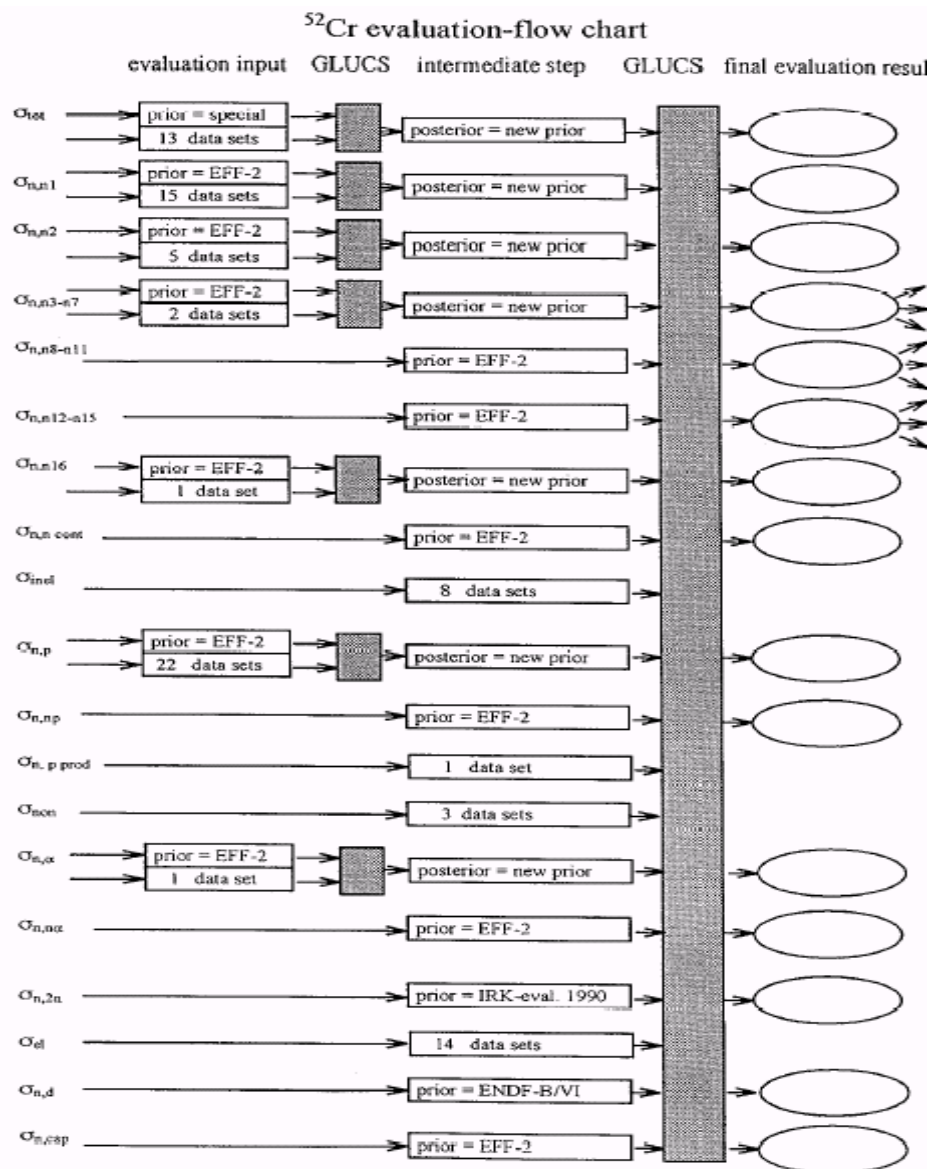 ⁵²Cr evaluation-flow chart
evaluation input GLUCS intermediate step GLUCS final evaluation result
σtot
prior = special
13 data sets
posterior = new prior
σn,n1
prior = EFF-2
15 data sets
posterior = new prior
σn,n2
prior = EFF-2
5 data sets
posterior = new prior
σn,n3-n7
prior = EFF-2
2 data sets
posterior = new prior
σn,n8-n11
prior = EFF-2
σn,n12-n15
prior = EFF-2
σn,n16
prior = EFF-2
1 data set
posterior = new prior
σn,n cont
prior = EFF-2
σinel
8 data sets
σn,p
prior = EFF-2
22 data sets
posterior = new prior
σn,np
prior = EFF-2
σn, p prod
1 data set
σnon
3 data sets
σn,α
prior = EFF-2
1 data set
posterior = new prior
σn,nα
prior = EFF-2
σn,2n
prior = IRK-eval. 1990
σel
14 data sets
σn,d
prior = ENDF-B/VI
σn,cap
prior = EFF-2